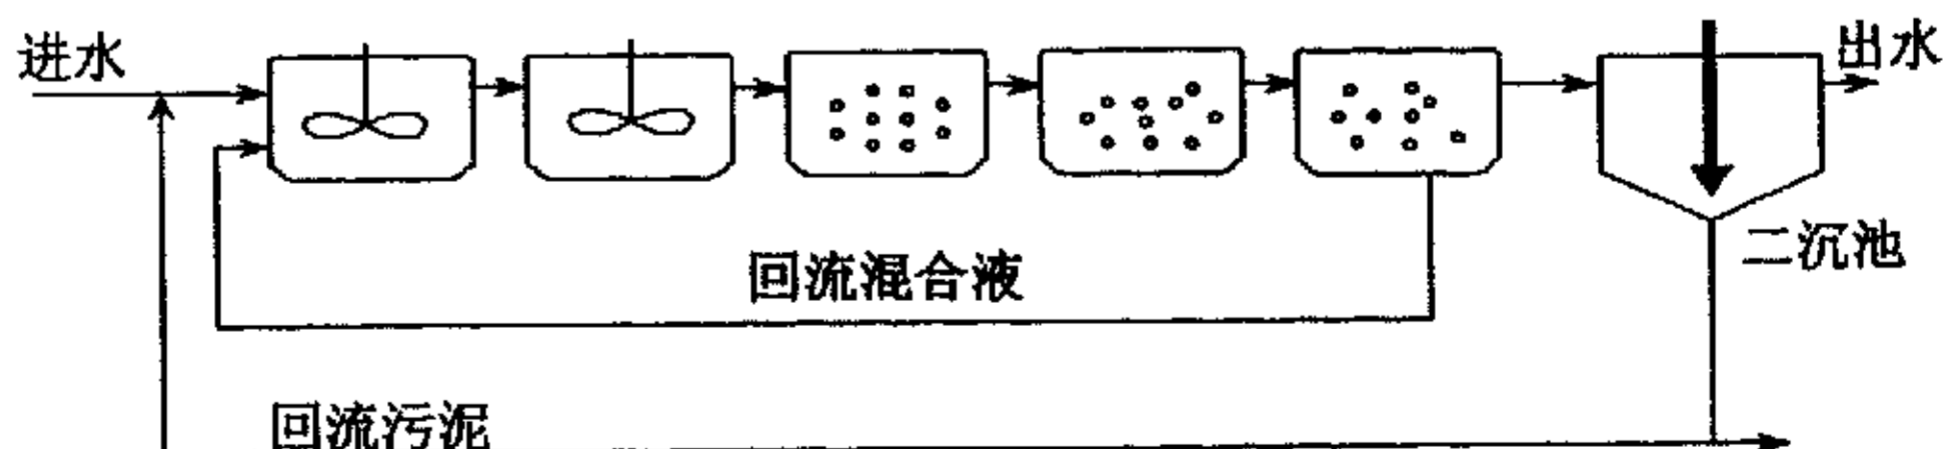 进水
出水
二沉池
回流混合液
回流污泥